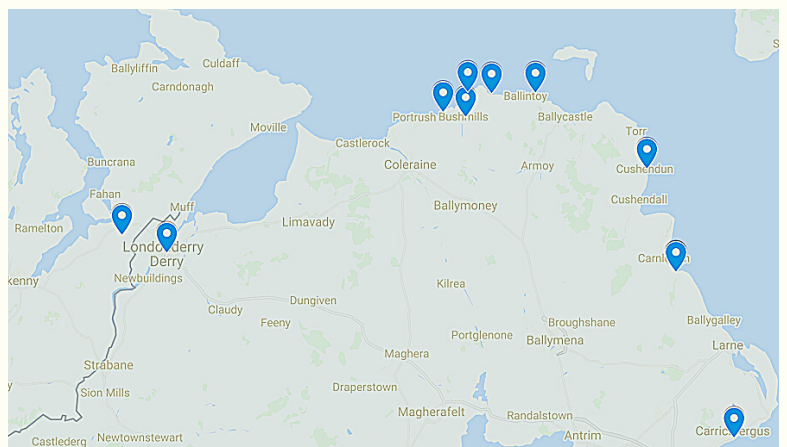 Ballyliffin
Culdaff
Carndonagh
Moville
Buncrana
Fahan
Muff
Ramelton
Londonderry
Derry
Newbuildings
kenny
Claudy
Feeny
Dungiven
Limavady
Castlerock
Portrush
Bushmills
Ballintoy
Ballycastle
Torr
Cushendun
Cushendall
Armoy
Coleraine
Ballymoney
Kilrea
Portglenone
Broughshane
Ballymena
Ballygalley
Larne
Maghera
Strabane
Sion Mills
Draperstown
Magherafelt
Randalstown
Antrim
Newtownstewart
Castlederg
y
S